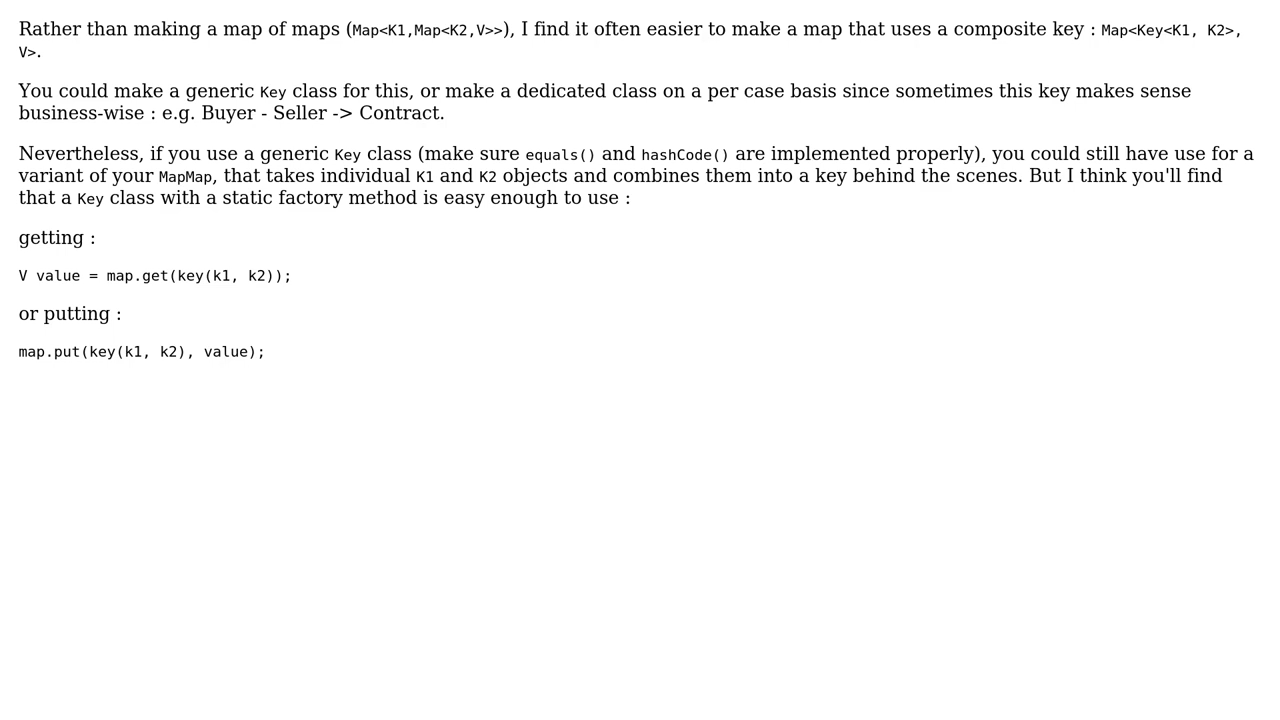 Rather than making a map of maps (Map<K1,Map<K2,V>>), I find it often easier to make a map that uses a composite key : Map<Key<K1, K2>,
V>.
You could make a generic Key class for this, or make a dedicated class on a per case basis since sometimes this key makes sense
business-wise : e.g. Buyer - Seller -> Contract.
Nevertheless, if you use a generic Key class (make sure equals() and hashCode() are implemented properly), you could still have use for a
variant of your MapMap, that takes individual K1 and K2 objects and combines them into a key behind the scenes. But I think you'll find
that a Key class with a static factory method is easy enough to use :
getting :
V value = map.get(key(k1, k2));
or putting :
map.put(key(k1, k2), value);